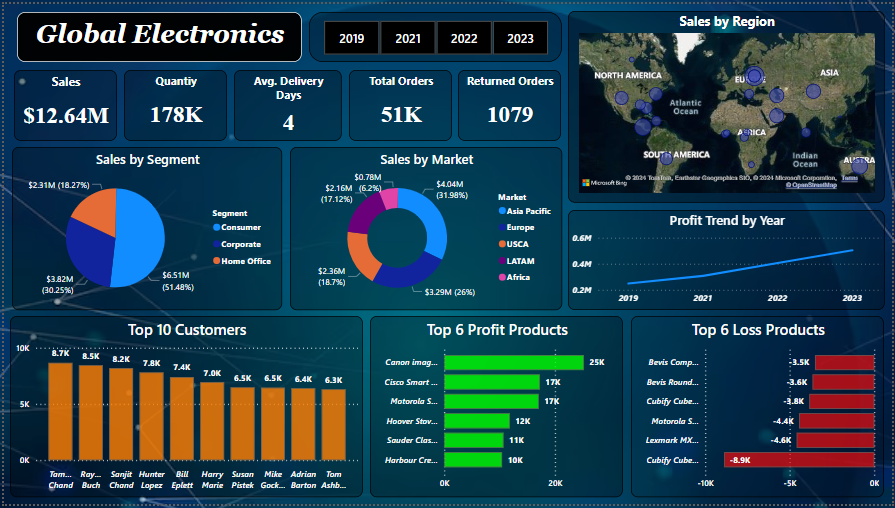 Global Electronics
2019
2021
2022
2023
Sales by Region
NORTH AMERICA
EU
ASIA
Atlantic
Ocean
AFRICA
SOUTH AMERICA
Indian
Ocean
AUSTRA
Microsoft Bing
© 2024 TomTom, Earthstar Geographics SIO, © 2024 Microsoft Corporation, Terms
© OpenStreetMap
Sales
$12.64M
Quantiy
178K
Avg. Delivery
Days
4
Total Orders
51K
Returned Orders
1079
Sales by Segment
$2.31M (18.27%)
$3.82M
(30.25%)
$6.51M
(51.48%)
Segment
Consumer
Corporate
Home Office
Sales by Market
$0.78M
(6.2%)
$2.16M
(17.12%)
$4.04M
(31.98%)
$2.36M
(18.7%)
$3.29M (26%)
Market
Asia Pacific
Europe
USCA
LATAM
Africa
Profit Trend by Year
0.6M
0.4M
0.2M
2019
2021
2022
2023
Top 10 Customers
10K
5K
0K
8.7K
8.5K
8.2K
7.8K
7.4K
7.0K
6.5K
6.5K
6.4K
6.3K
Tom...
Chand
Ray...
Buch
Sanjit
Chand
Hunter
Lopez
Bill
Eplett
Harry
Marie
Susan
Pistek
Mike
Gock...
Adrian
Barton
Tom
Ashb...
Top 6 Profit Products
Canon imag...
25K
Cisco Smart ...
17K
Motorola S...
17K
Hoover Stov...
12K
Sauder Clas...
11K
Harbour Cre...
10K
0K
20K
Top 6 Loss Products
Bevis Comp...
-3.5K
Bevis Round...
-3.6K
Cubify Cube...
-3.8K
Motorola S...
-4.4K
Lexmark MX...
-4.6K
Cubify Cube...
-8.9K
-10K
-5K
0K